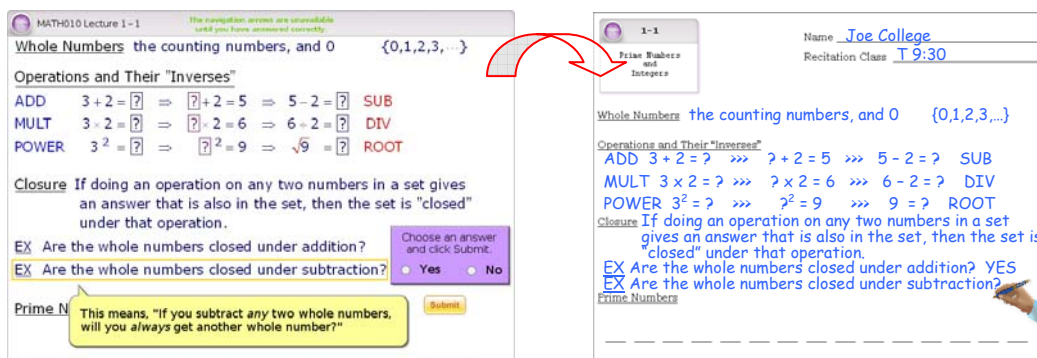 MATH010 Lecture 1-1
The navigation arrows are unavailable
until you have answered correctly.
Whole Numbers the counting numbers, and 0 {0,1,2,3,⋯}
Operations and Their "Inverses"
ADD 3 + 2 = ? ⇒ ? + 2 = 5 ⇒ 5 − 2 = ? SUB
MULT 3 × 2 = ? ⇒ ? × 2 = 6 ⇒ 6 ÷ 2 = ? DIV
POWER 3² = ? ⇒ ?² = 9 ⇒ √9 = ? ROOT
Closure If doing an operation on any two numbers in a set gives
an answer that is also in the set, then the set is "closed"
under that operation.
EX Are the whole numbers closed under addition?
EX Are the whole numbers closed under subtraction?
Choose an answer
and click Submit.
Yes No
Submit
Prime N
This means, "If you subtract any two whole numbers,
will you always get another whole number?"
1-1
Prime Numbers
and
Integers
Name Joe College
Recitation Class T 9:30
Whole Numbers the counting numbers, and 0 {0,1,2,3,…}
Operations and Their "Inverses"
ADD 3 + 2 = ? >>> ? + 2 = 5 >>> 5 – 2 = ? SUB
MULT 3 x 2 = ? >>> ? x 2 = 6 >>> 6 – 2 = ? DIV
POWER 3² = ? >>> ?² = 9 >>> 9 = ? ROOT
Closure If doing an operation on any two numbers in a set
gives an answer that is also in the set, then the set is
"closed" under that operation.
EX Are the whole numbers closed under addition? YES
EX Are the whole numbers closed under subtraction?
Prime Numbers